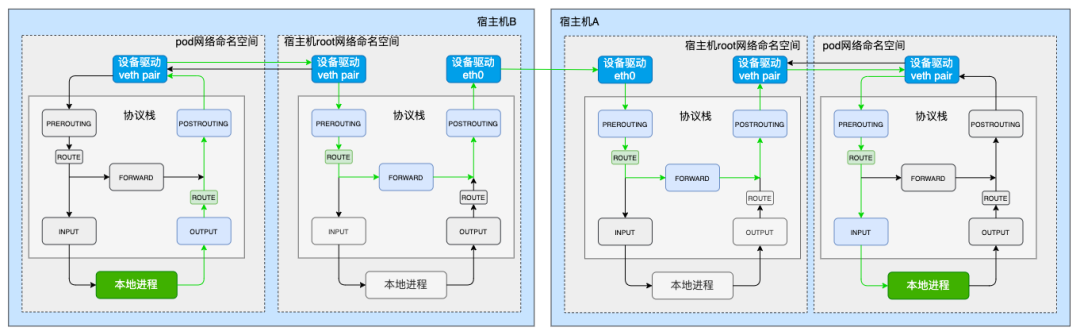 宿主机B
pod网络命名空间
设备驱动
veth pair
协议栈
PREROUTING
POSTROUTING
ROUTE
FORWARD
ROUTE
INPUT
OUTPUT
本地进程
宿主机root网络命名空间
设备驱动
veth pair
设备驱动
eth0
协议栈
PREROUTING
POSTROUTING
ROUTE
FORWARD
ROUTE
INPUT
OUTPUT
本地进程
宿主机A
宿主机root网络命名空间
设备驱动
eth0
设备驱动
veth pair
协议栈
PREROUTING
POSTROUTING
ROUTE
FORWARD
ROUTE
INPUT
OUTPUT
本地进程
pod网络命名空间
设备驱动
veth pair
协议栈
PREROUTING
POSTROUTING
ROUTE
FORWARD
ROUTE
INPUT
OUTPUT
本地进程